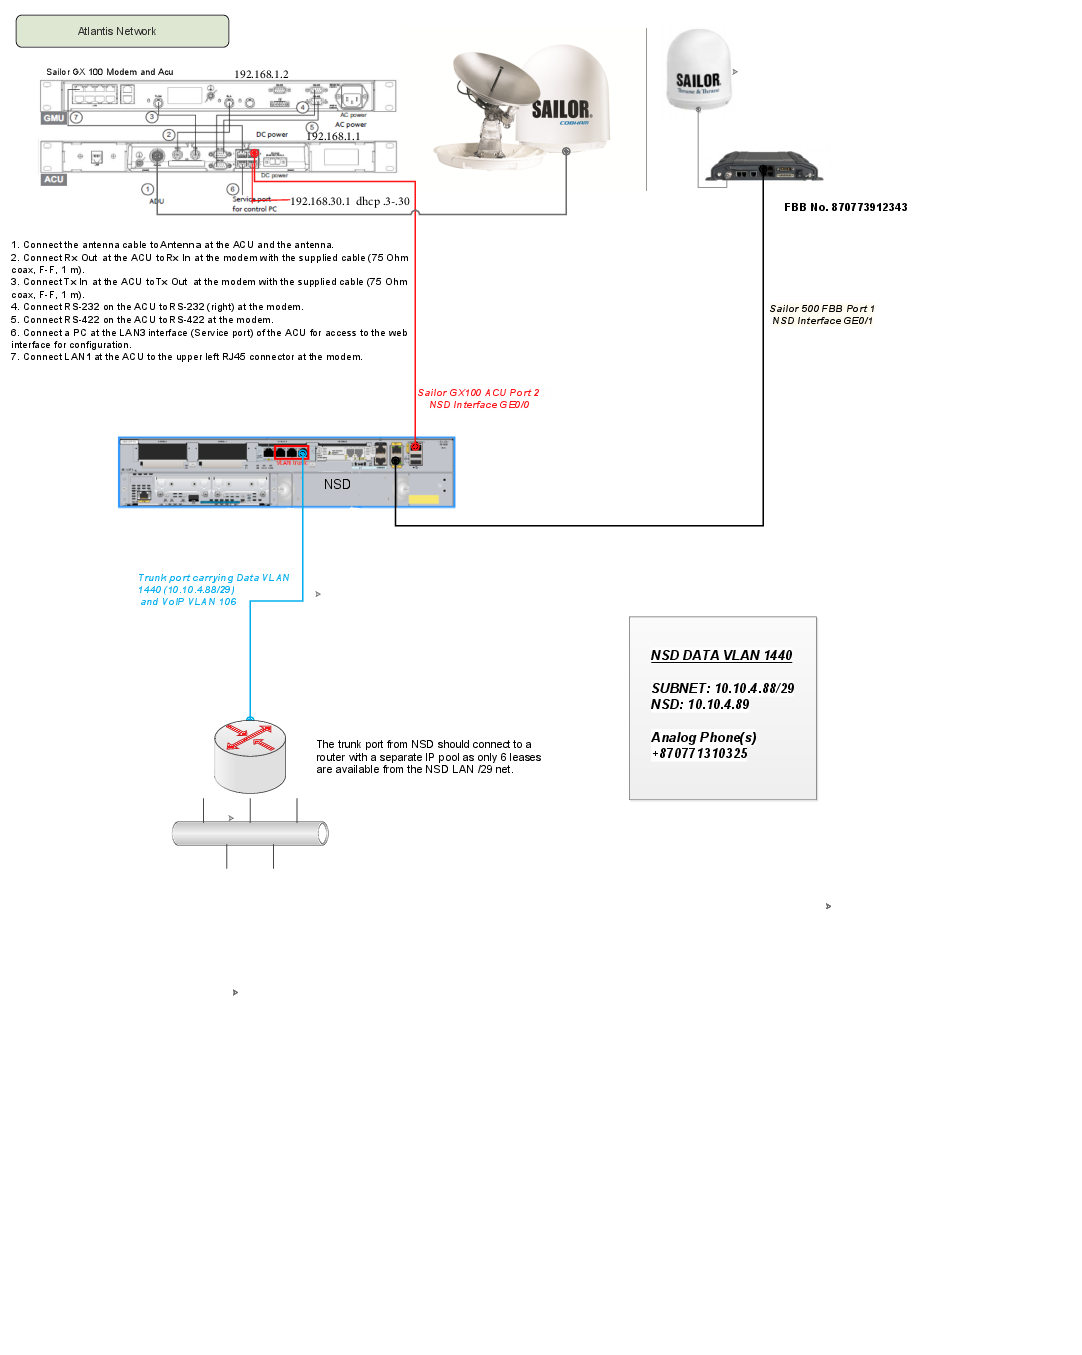 Atlantis Network
Sailor GX 100 Modem and Acu
192.168.1.2
GMU
7
3
2
4
5
AC power
AC power
DC power
192.168.1.1
ACU
DC power
1
ADU
6
Service port
for control PC
192.168.30.1 dhcp .3-.30
SAILOR®
COBHAM
SAILOR®
Thrane & Thrane
FBB No. 870773912343
1. Connect the antenna cable to Antenna at the ACU and the antenna.
2. Connect Rx Out at the ACU to Rx In at the modem with the supplied cable (75 Ohm
coax, F-F, 1 m).
3. Connect Tx In at the ACU to Tx Out at the modem with the supplied cable (75 Ohm
coax, F-F, 1 m).
4. Connect RS-232 on the ACU to RS-232 (right) at the modem.
5. Connect RS-422 on the ACU to RS-422 at the modem.
6. Connect a PC at the LAN3 interface (Service port) of the ACU for access to the web
interface for configuration.
7. Connect LAN1 at the ACU to the upper left RJ45 connector at the modem.
Sailor 500 FBB Port 1
NSD Interface GE0/1
Sailor GX100 ACU Port 2
NSD Interface GE0/0
VLAN trunk
NSD
Trunk port carrying Data VLAN
1440 (10.10.4.88/29)
and VoIP VLAN 106
NSD DATA VLAN 1440
SUBNET: 10.10.4.88/29
NSD: 10.10.4.89
Analog Phone(s)
+870771310325
The trunk port from NSD should connect to a
router with a separate IP pool as only 6 leases
are available from the NSD LAN /29 net.